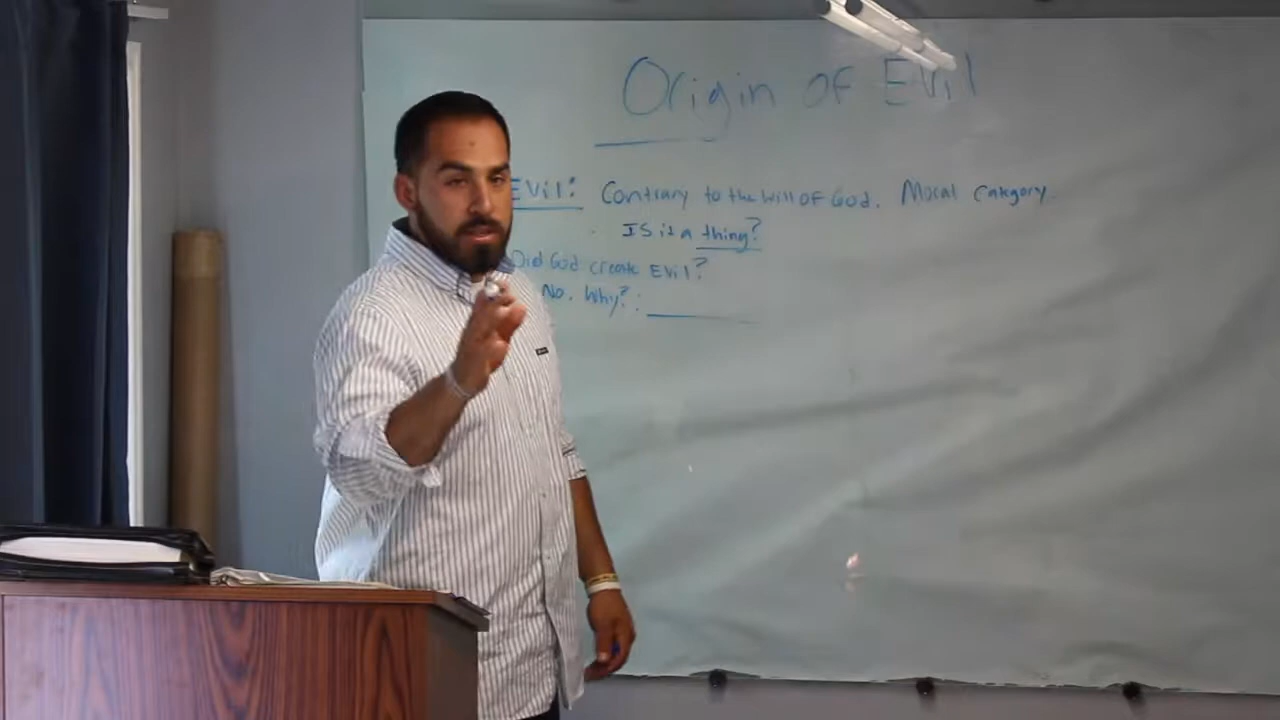 Origin of Evil
Evil: Contrary to the will of God. Moral Category.
Is it a thing?
Did God create Evil?
No. Why?: